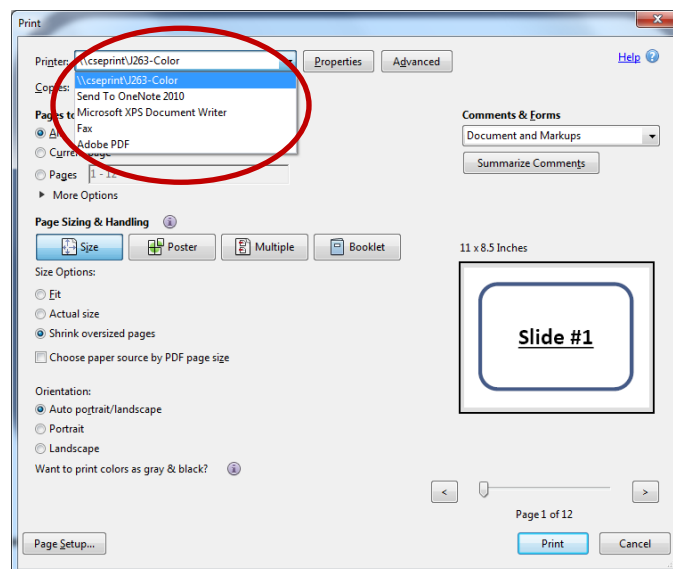 Print
Printer: \\cseprint\J263-Color Properties Advanced Help
Copies:
\\cseprint\J263-Color
Send To OneNote 2010
Microsoft XPS Document Writer
Fax
Adobe PDF
Pages to
Pages 1 - 12
More Options
Comments & Forms
Document and Markups
Summarize Comments
Page Sizing & Handling
Size Poster Multiple Booklet
Size Options:
Fit
Actual size
Shrink oversized pages
Choose paper source by PDF page size
Orientation:
Auto portrait/landscape
Portrait
Landscape
Want to print colors as gray & black?
11 x 8.5 Inches
Slide #1
< >
Page 1 of 12
Page Setup... Print Cancel